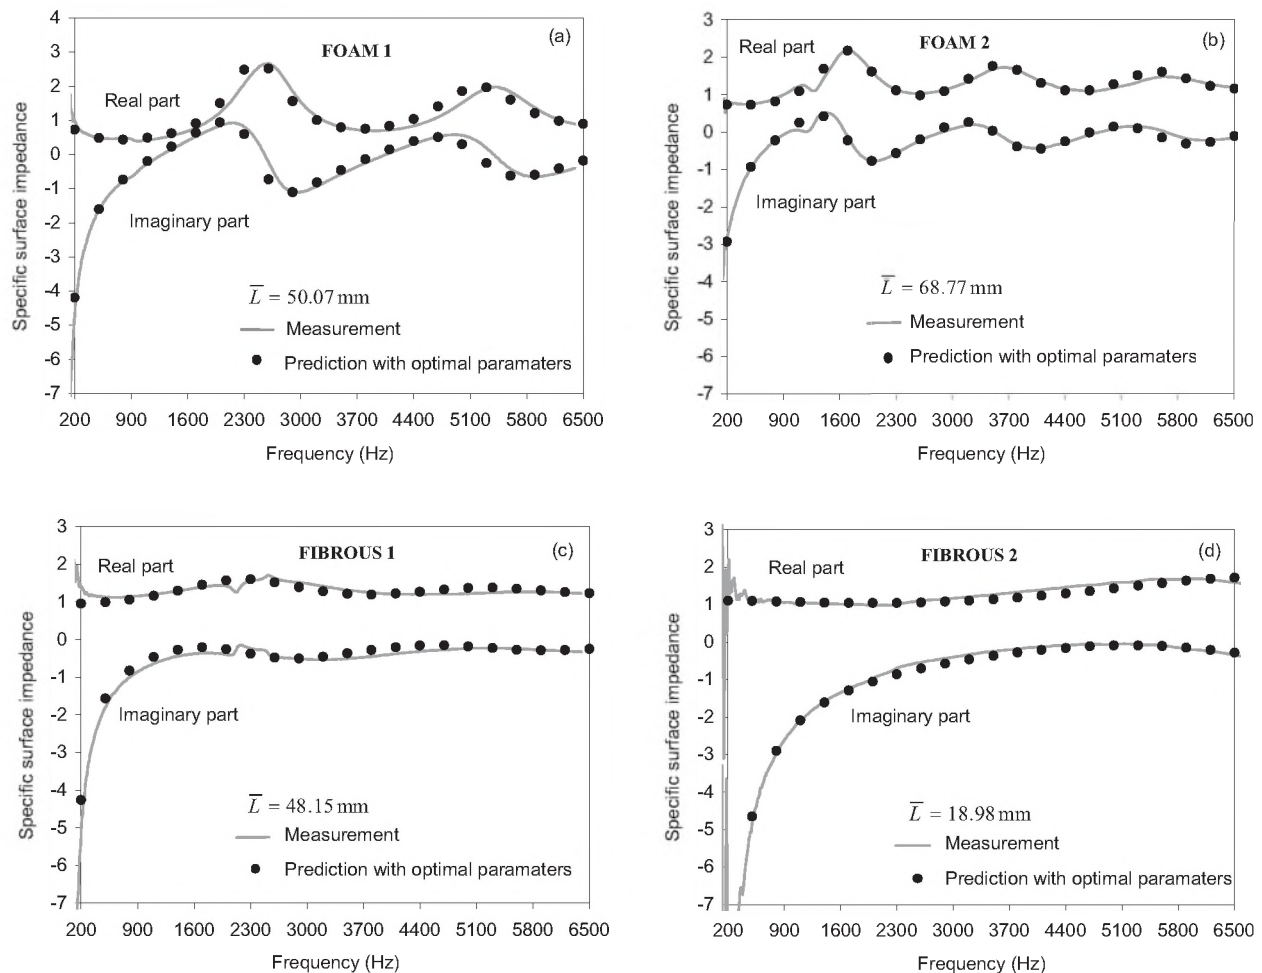 4
3
2
1
0
-1
-2
-3
-4
-5
-6
-7
Specific surface impedance
FOAM 1
(a)
Real part
Imaginary part
L = 50.07 mm
Measurement
Prediction with optimal paramaters
200 900 1600 2300 3000 3700 4400 5100 5800 6500
Frequency (Hz)
3
2
1
0
-1
-2
-3
-4
-5
-6
-7
Specific surface impedance
FOAM 2
(b)
Real part
Imaginary part
L = 68.77 mm
Measurement
Prediction with optimal paramaters
200 900 1600 2300 3000 3700 4400 5100 5800 6500
Frequency (Hz)
3
2
1
0
-1
-2
-3
-4
-5
-6
-7
Specific surface impedance
FIBROUS 1
(c)
Real part
Imaginary part
L = 48.15 mm
Measurement
Prediction with optimal paramaters
200 900 1600 2300 3000 3700 4400 5100 5800 6500
Frequency (Hz)
3
2
1
0
-1
-2
-3
-4
-5
-6
-7
Specific surface impedance
FIBROUS 2
(d)
Real part
Imaginary part
L = 18.98 mm
Measurement
Prediction with optimal paramaters
200 900 1600 2300 3000 3700 4400 5100 5800 6500
Frequency (Hz)